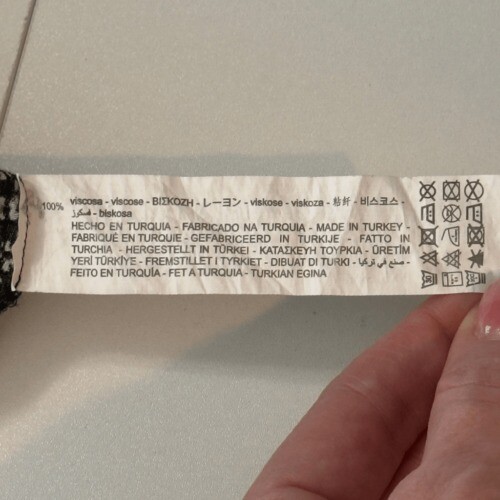 100% viscosa - viscose - ΒΙΣΚΟΖΗ - レーヨン - viskose - viskoza - 粘纤 - 비스코스 -
فسكوز - biskosa
HECHO EN TURQUIA - FABRICADO NA TURQUIA - MADE IN TURKEY -
FABRIQUÉ EN TURQUIE - GEFABRICEERD IN TURKIJE - FATTO IN
TURCHIA - HERGESTELLT IN TÜRKEI - ΚΑΤΑΣΚΕΥΗ ΤΟΥΡΚΙΑ - ÜRETİM
YERİ TÜRKİYE - FREMSTILLET I TYRKIET - DIBUAT DI TURKI - صنع في تركيا -
FEITO EN TURQUÍA - FET A TURQUIA - TURKIAN EGINA